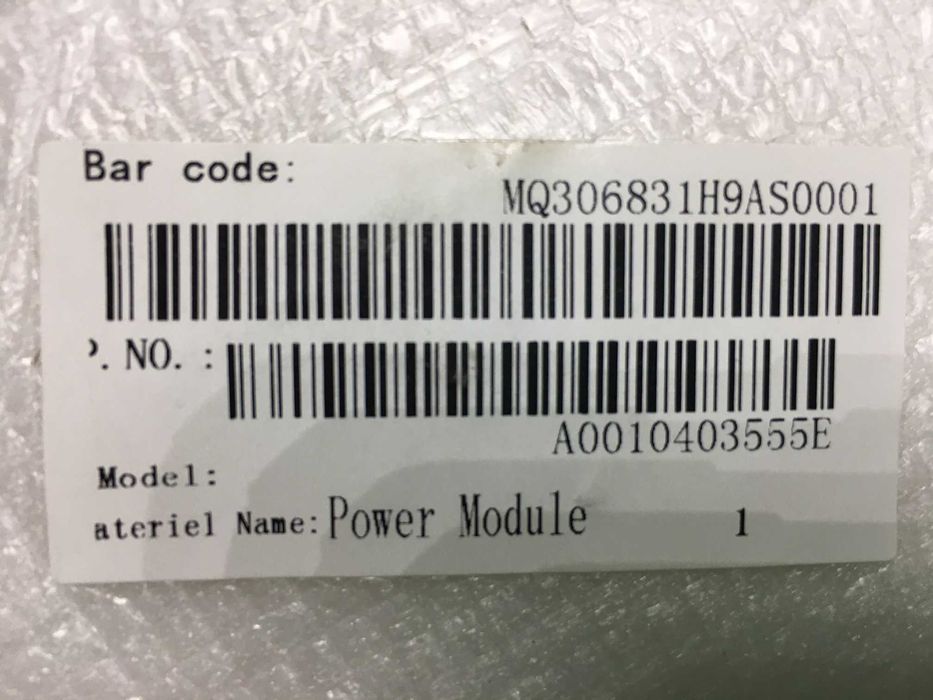 Bar code:
MQ306831H9AS0001
. NO. :
A0010403555E
Model:
ateriel Name: Power Module 1